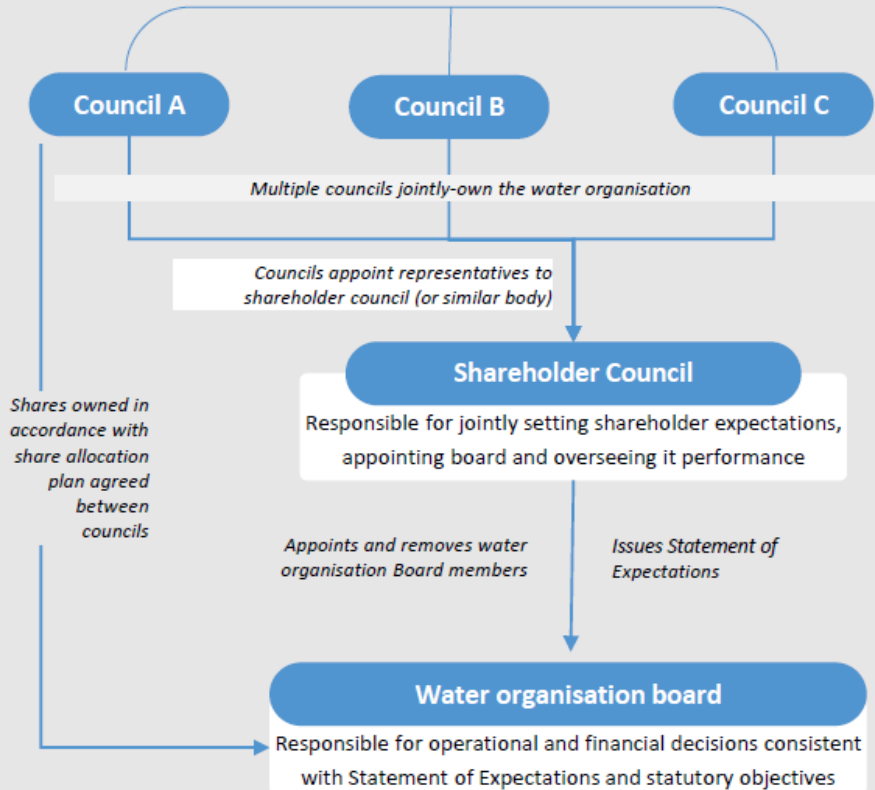 Council A
Council B
Council C
Multiple councils jointly-own the water organisation
Councils appoint representatives to
shareholder council (or similar body)
Shareholder Council
Responsible for jointly setting shareholder expectations,
appointing board and overseeing it performance
Shares owned in
accordance with
share allocation
plan agreed
between
councils
Appoints and removes water
organisation Board members
Issues Statement of
Expectations
Water organisation board
Responsible for operational and financial decisions consistent
with Statement of Expectations and statutory objectives